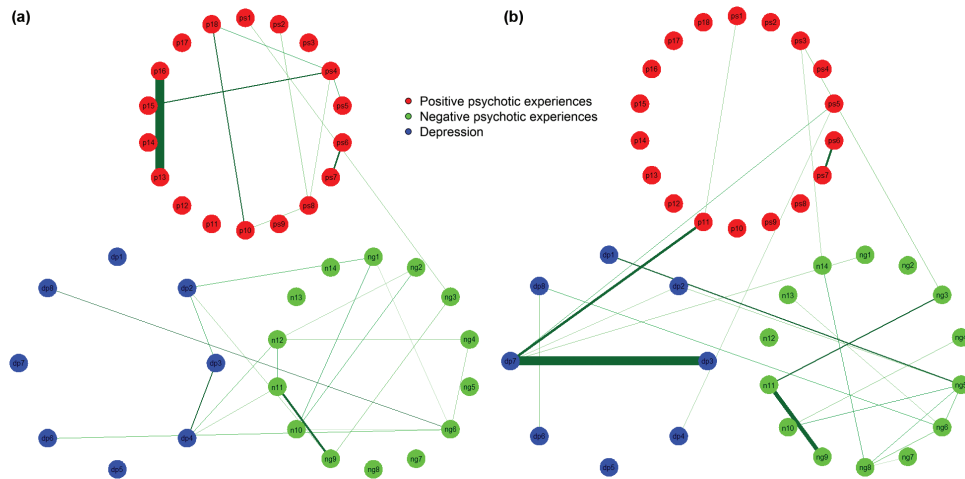 (a)
(b)
p18
ps1
ps2
p17
ps3
p16
ps4
p15
ps5
p14
ps6
p13
ps7
p12
ps8
p11
p10
ps9
Positive psychotic experiences
Negative psychotic experiences
Depression
p18
ps1
ps2
p17
ps3
p16
ps4
p15
ps5
p14
ps6
p13
ps7
p12
ps8
p11
p10
ps9
dp1
dp8
dp2
dp7
dp3
dp6
dp4
dp5
n14
ng1
ng2
n13
ng3
n12
ng4
n11
ng5
n10
ng6
ng9
ng8
ng7
dp1
dp2
dp7
dp3
dp6
dp4
dp5
n14
ng1
ng2
n13
ng3
n12
ng4
n11
ng5
n10
ng6
ng9
ng8
ng7